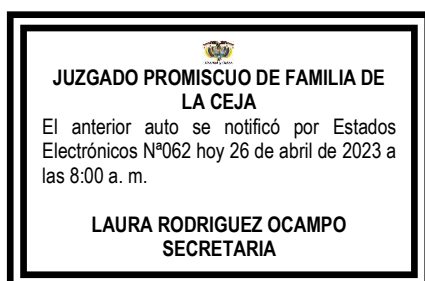 JUZGADO PROMISCUO DE FAMILIA DE
LA CEJA
El anterior auto se notificó por Estados
Electrónicos Nª062 hoy 26 de abril de 2023 a
las 8:00 a. m.
LAURA RODRIGUEZ OCAMPO
SECRETARIA